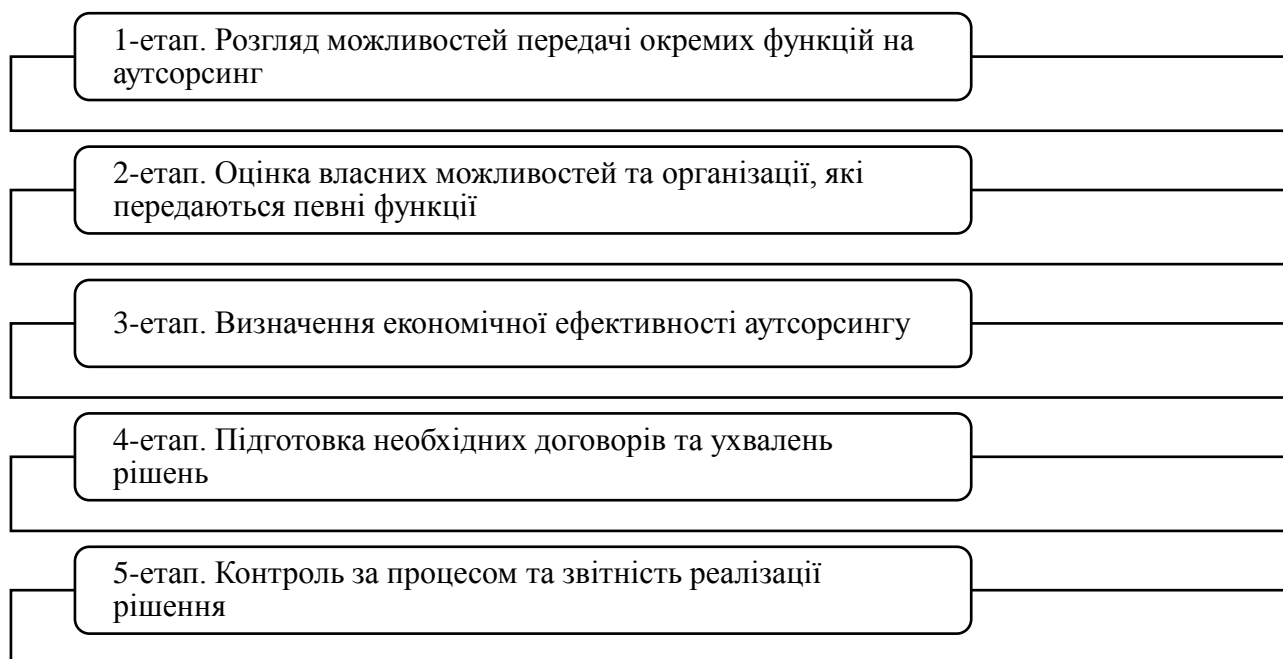 1-етап. Розгляд можливостей передачі окремих функцій на
аутсорсинг
2-етап. Оцінка власних можливостей та організації, які
передаються певні функції
3-етап. Визначення економічної ефективності аутсорсингу
4-етап. Підготовка необхідних договорів та ухвалень
рішень
5-етап. Контроль за процесом та звітність реалізації
рішення